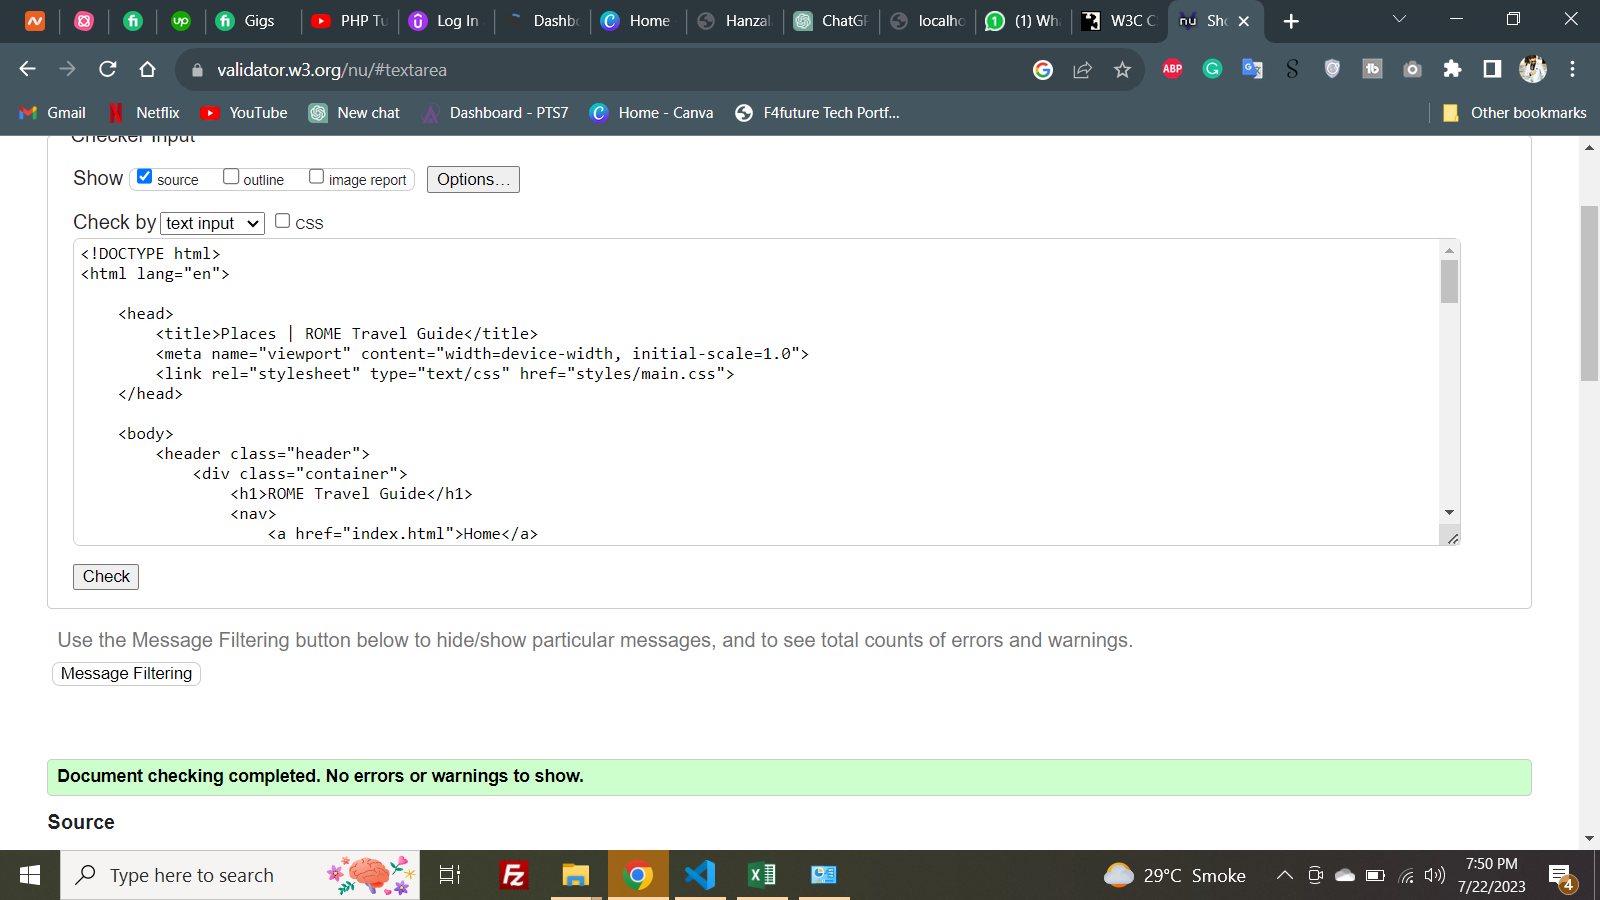 Gigs
PHP Tu
Log In
Dashb
Home
Hanzal
ChatGP
localho
(1) Wha
W3C C
Sho
validator.w3.org/nu/#textarea
Gmail
Netflix
YouTube
New chat
Dashboard - PTS7
Home - Canva
F4future Tech Portf...
Other bookmarks
Checker Input
Show source outline image report Options...
Check by text input CSS
<!DOCTYPE html>
<html lang="en">
<head>
<title>Places | ROME Travel Guide</title>
<meta name="viewport" content="width=device-width, initial-scale=1.0">
<link rel="stylesheet" type="text/css" href="styles/main.css">
</head>
<body>
<header class="header">
<div class="container">
<h1>ROME Travel Guide</h1>
<nav>
<a href="index.html">Home</a>
Check
Use the Message Filtering button below to hide/show particular messages, and to see total counts of errors and warnings.
Message Filtering
Document checking completed. No errors or warnings to show.
Source
Type here to search
29°C Smoke
7:50 PM
7/22/2023
4